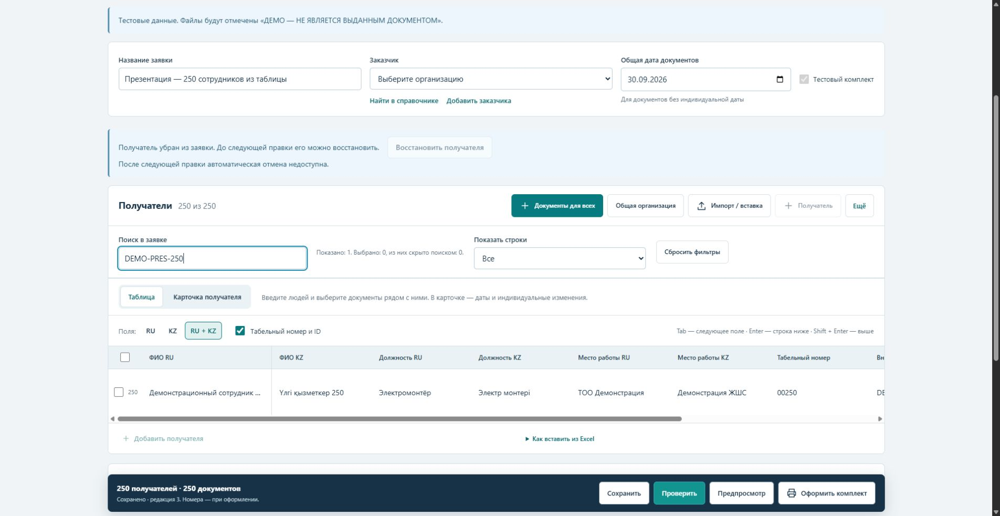 Тестовые данные. Файлы будут отмечены «ДЕМО — НЕ ЯВЛЯЕТСЯ ВЫДАННЫМ ДОКУМЕНТОМ».
Название заявки
Презентация — 250 сотрудников из таблицы
Заказчик
Выберите организацию
Найти в справочнике Добавить заказчика
Общая дата документов
30.09.2026
Для документов без индивидуальной даты
Тестовый комплект
Получатель убран из заявки. До следующей правки его можно восстановить. Восстановить получателя
После следующей правки автоматическая отмена недоступна.
Получатели 250 из 250
+ Документы для всех
Общая организация
Импорт / вставка
+ Получатель
Ещё
Поиск в заявке
DEMO-PRES-250
Показано: 1. Выбрано: 0, из них скрыто поиском: 0.
Показать строки
Все
Сбросить фильтры
Таблица Карточка получателя Введите людей и выберите документы рядом с ними. В карточке — даты и индивидуальные изменения.
Поля: RU KZ RU + KZ Табельный номер и ID Tab — следующее поле · Enter — строка ниже · Shift + Enter — выше
ФИО RU ФИО KZ Должность RU Должность KZ Место работы RU Место работы KZ Табельный номер Вн
250 Демонстрационный сотрудник ... Үлгі қызметкер 250 Электромонтёр Электр монтері ТОО Демонстрация Демонстрация ЖШС 00250 DE
+ Добавить получателя ▸ Как вставить из Excel
250 получателей · 250 документов
Сохранено · редакция 3. Номера — при оформлении.
Сохранить Проверить Предпросмотр Оформить комплект